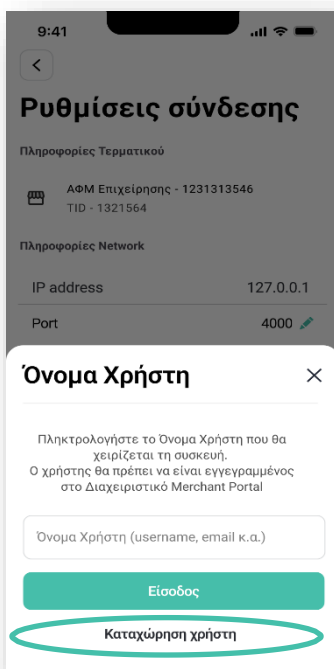 9:41
Ρυθμίσεις σύνδεσης
Πληροφορίες Τερματικού
ΑΦΜ Επιχείρησης - 1231313546
TID - 1321564
Πληροφορίες Network
IP address 127.0.0.1
Port 4000
Όνομα Χρήστη
Πληκτρολογήστε το Όνομα Χρήστη που θα
χειρίζεται τη συσκευή.
Ο χρήστης θα πρέπει να είναι εγγεγραμμένος
στο Διαχειριστικό Merchant Portal
Όνομα Χρήστη (username, email κ.α.)
Είσοδος
Καταχώρηση χρήστη